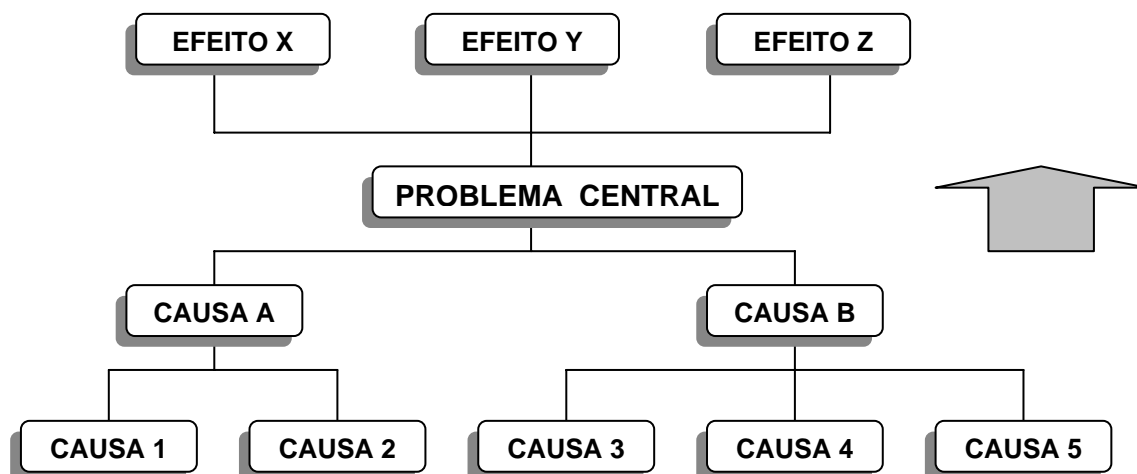 EFEITO X
EFEITO Y
EFEITO Z
PROBLEMA CENTRAL
CAUSA A
CAUSA B
CAUSA 1
CAUSA 2
CAUSA 3
CAUSA 4
CAUSA 5